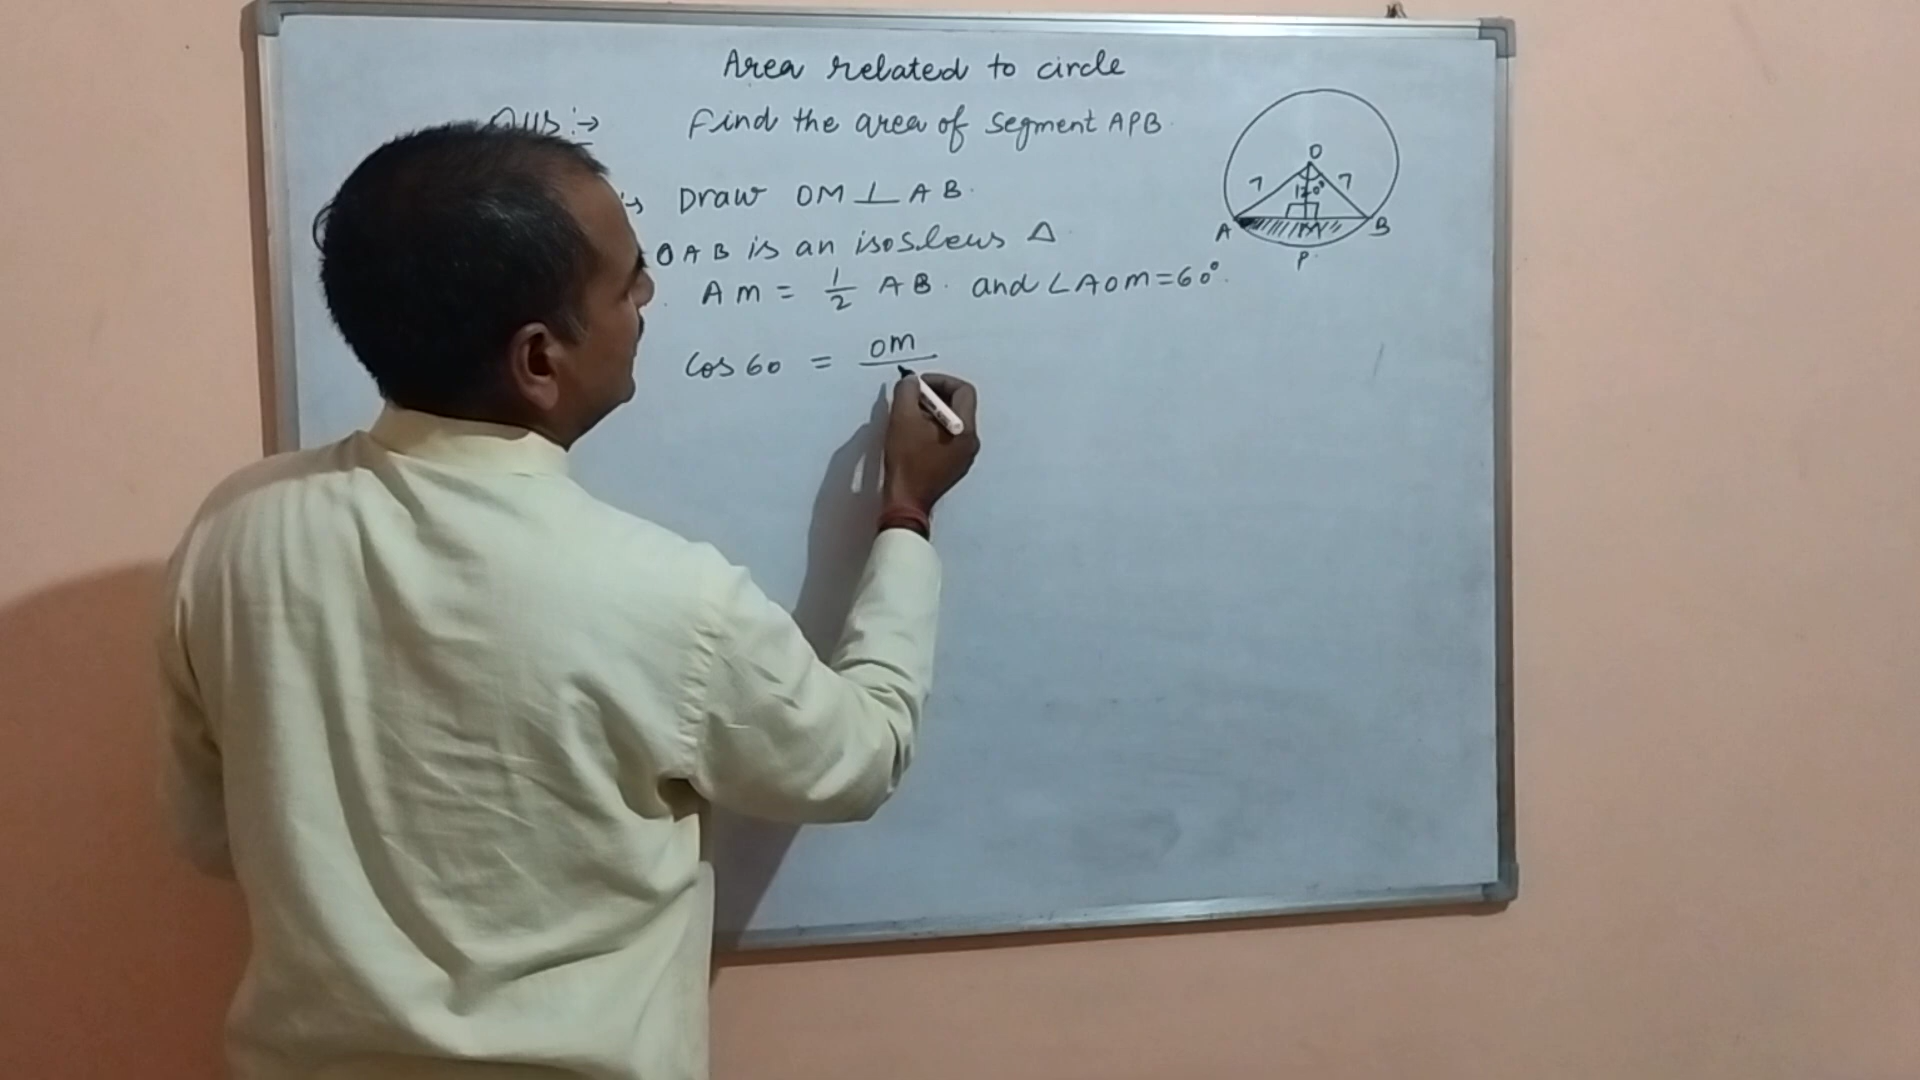 Area related to circle
Ques :→ Find the area of segment APB.
Draw OM ⊥ AB.
OAB is an isosleus Δ
Am = 1/2 AB. and ∠AOm = 60°.
Cos 60 = om
O
7 120° 7
A M B
P